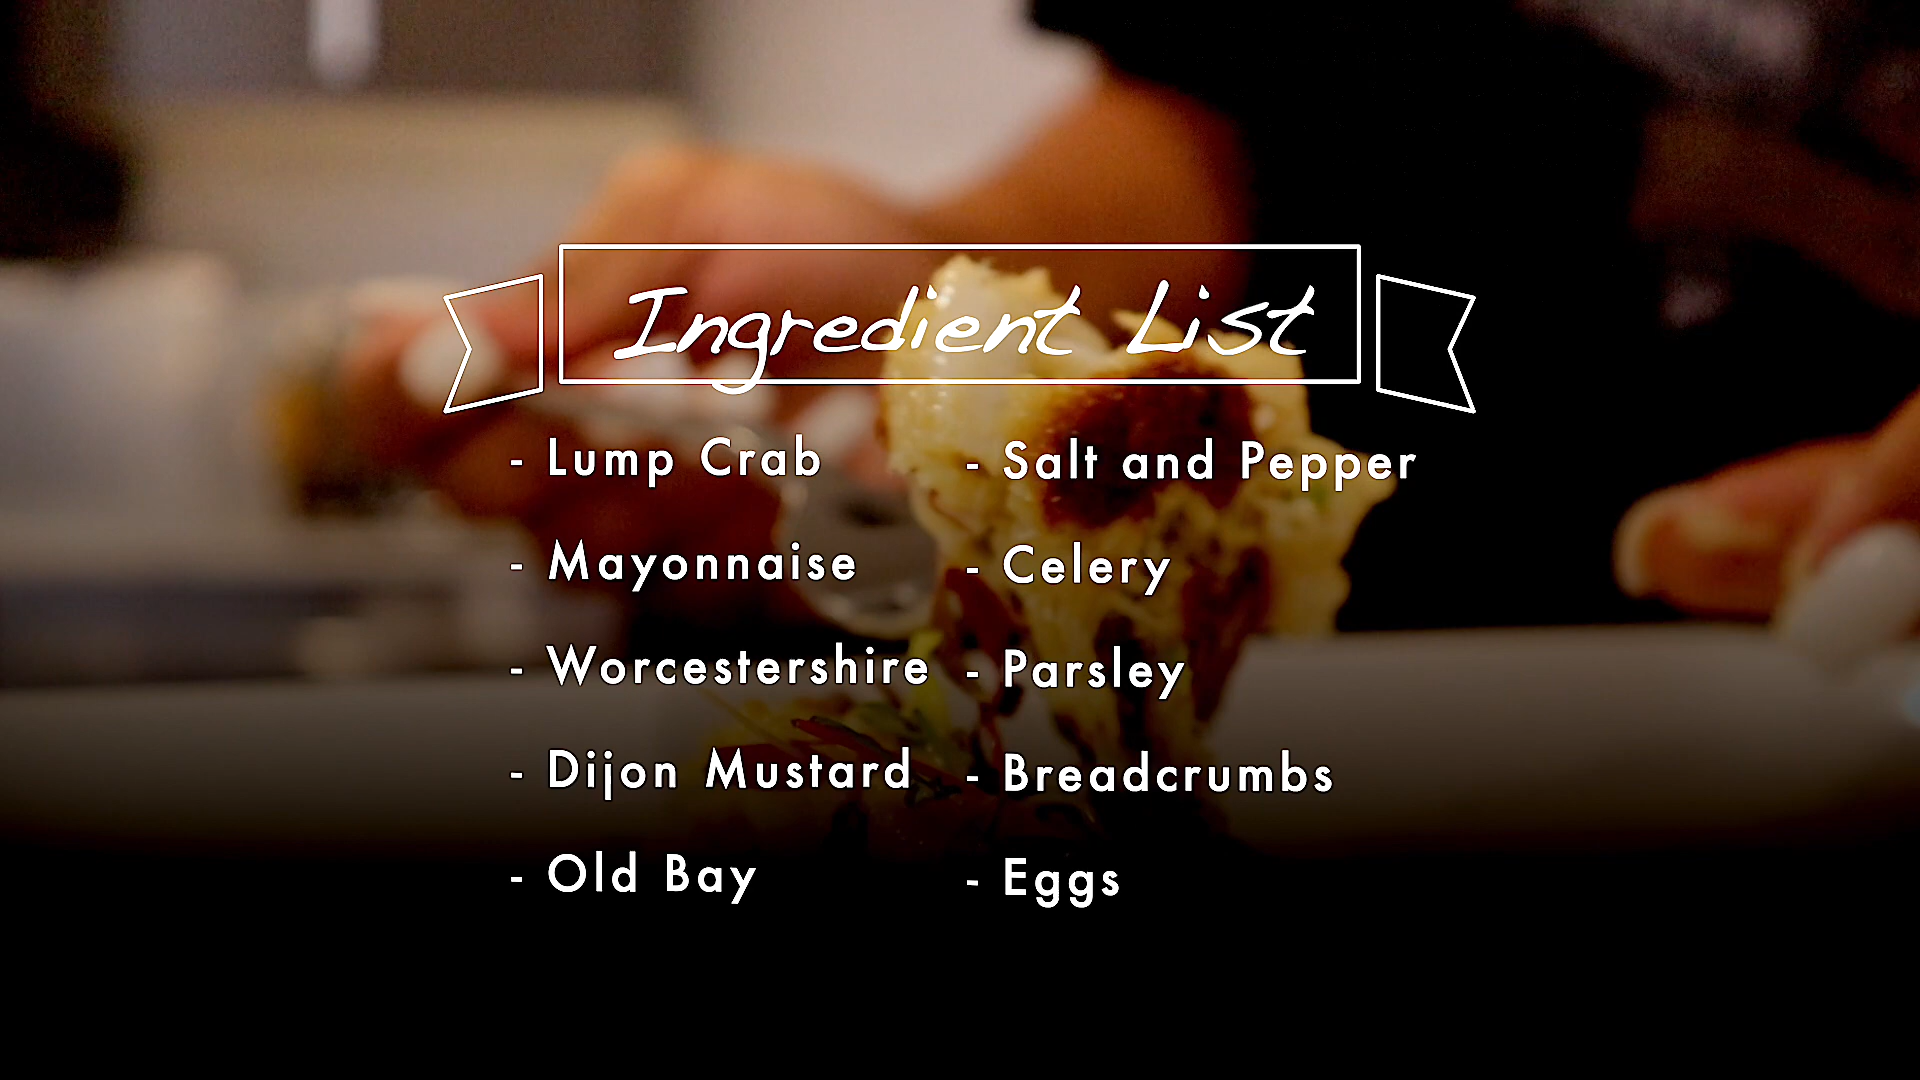 Ingredient List
- Lump Crab
- Mayonnaise
- Worcestershire
- Dijon Mustard
- Old Bay
- Salt and Pepper
- Celery
- Parsley
- Breadcrumbs
- Eggs